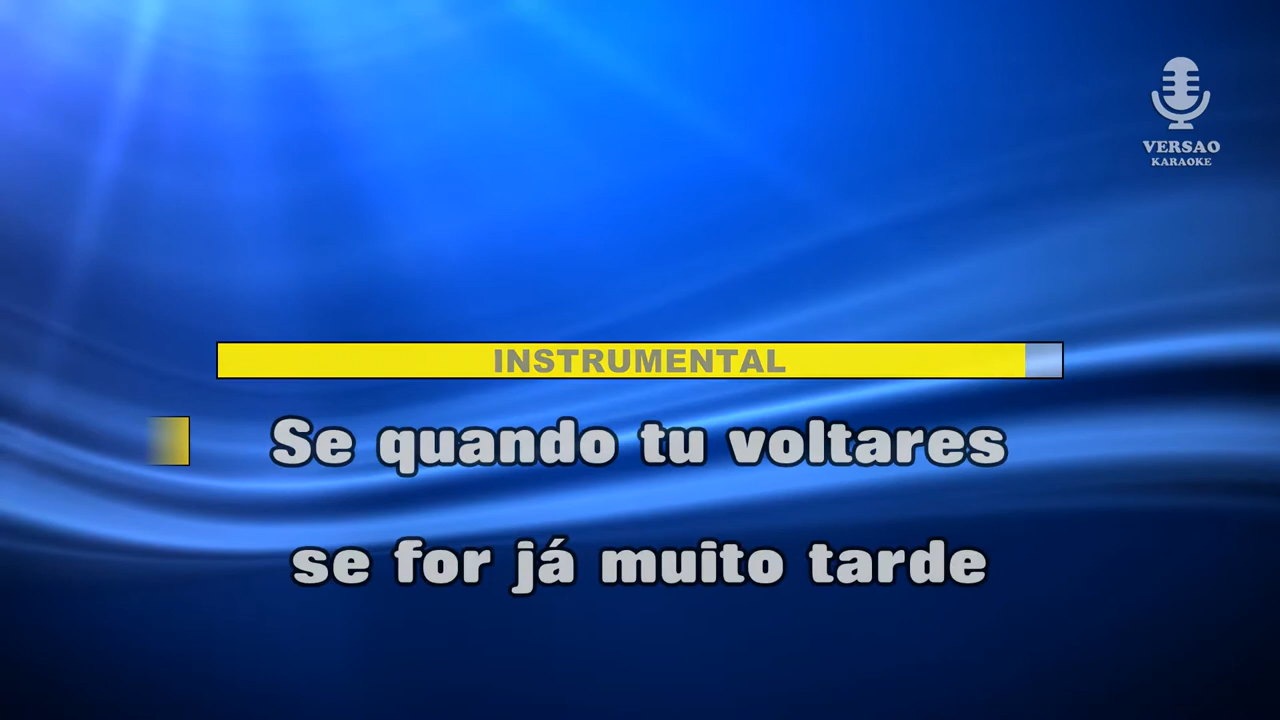 VERSAO
KARAOKE
INSTRUMENTAL
Se quando tu voltares
se for já muito tarde